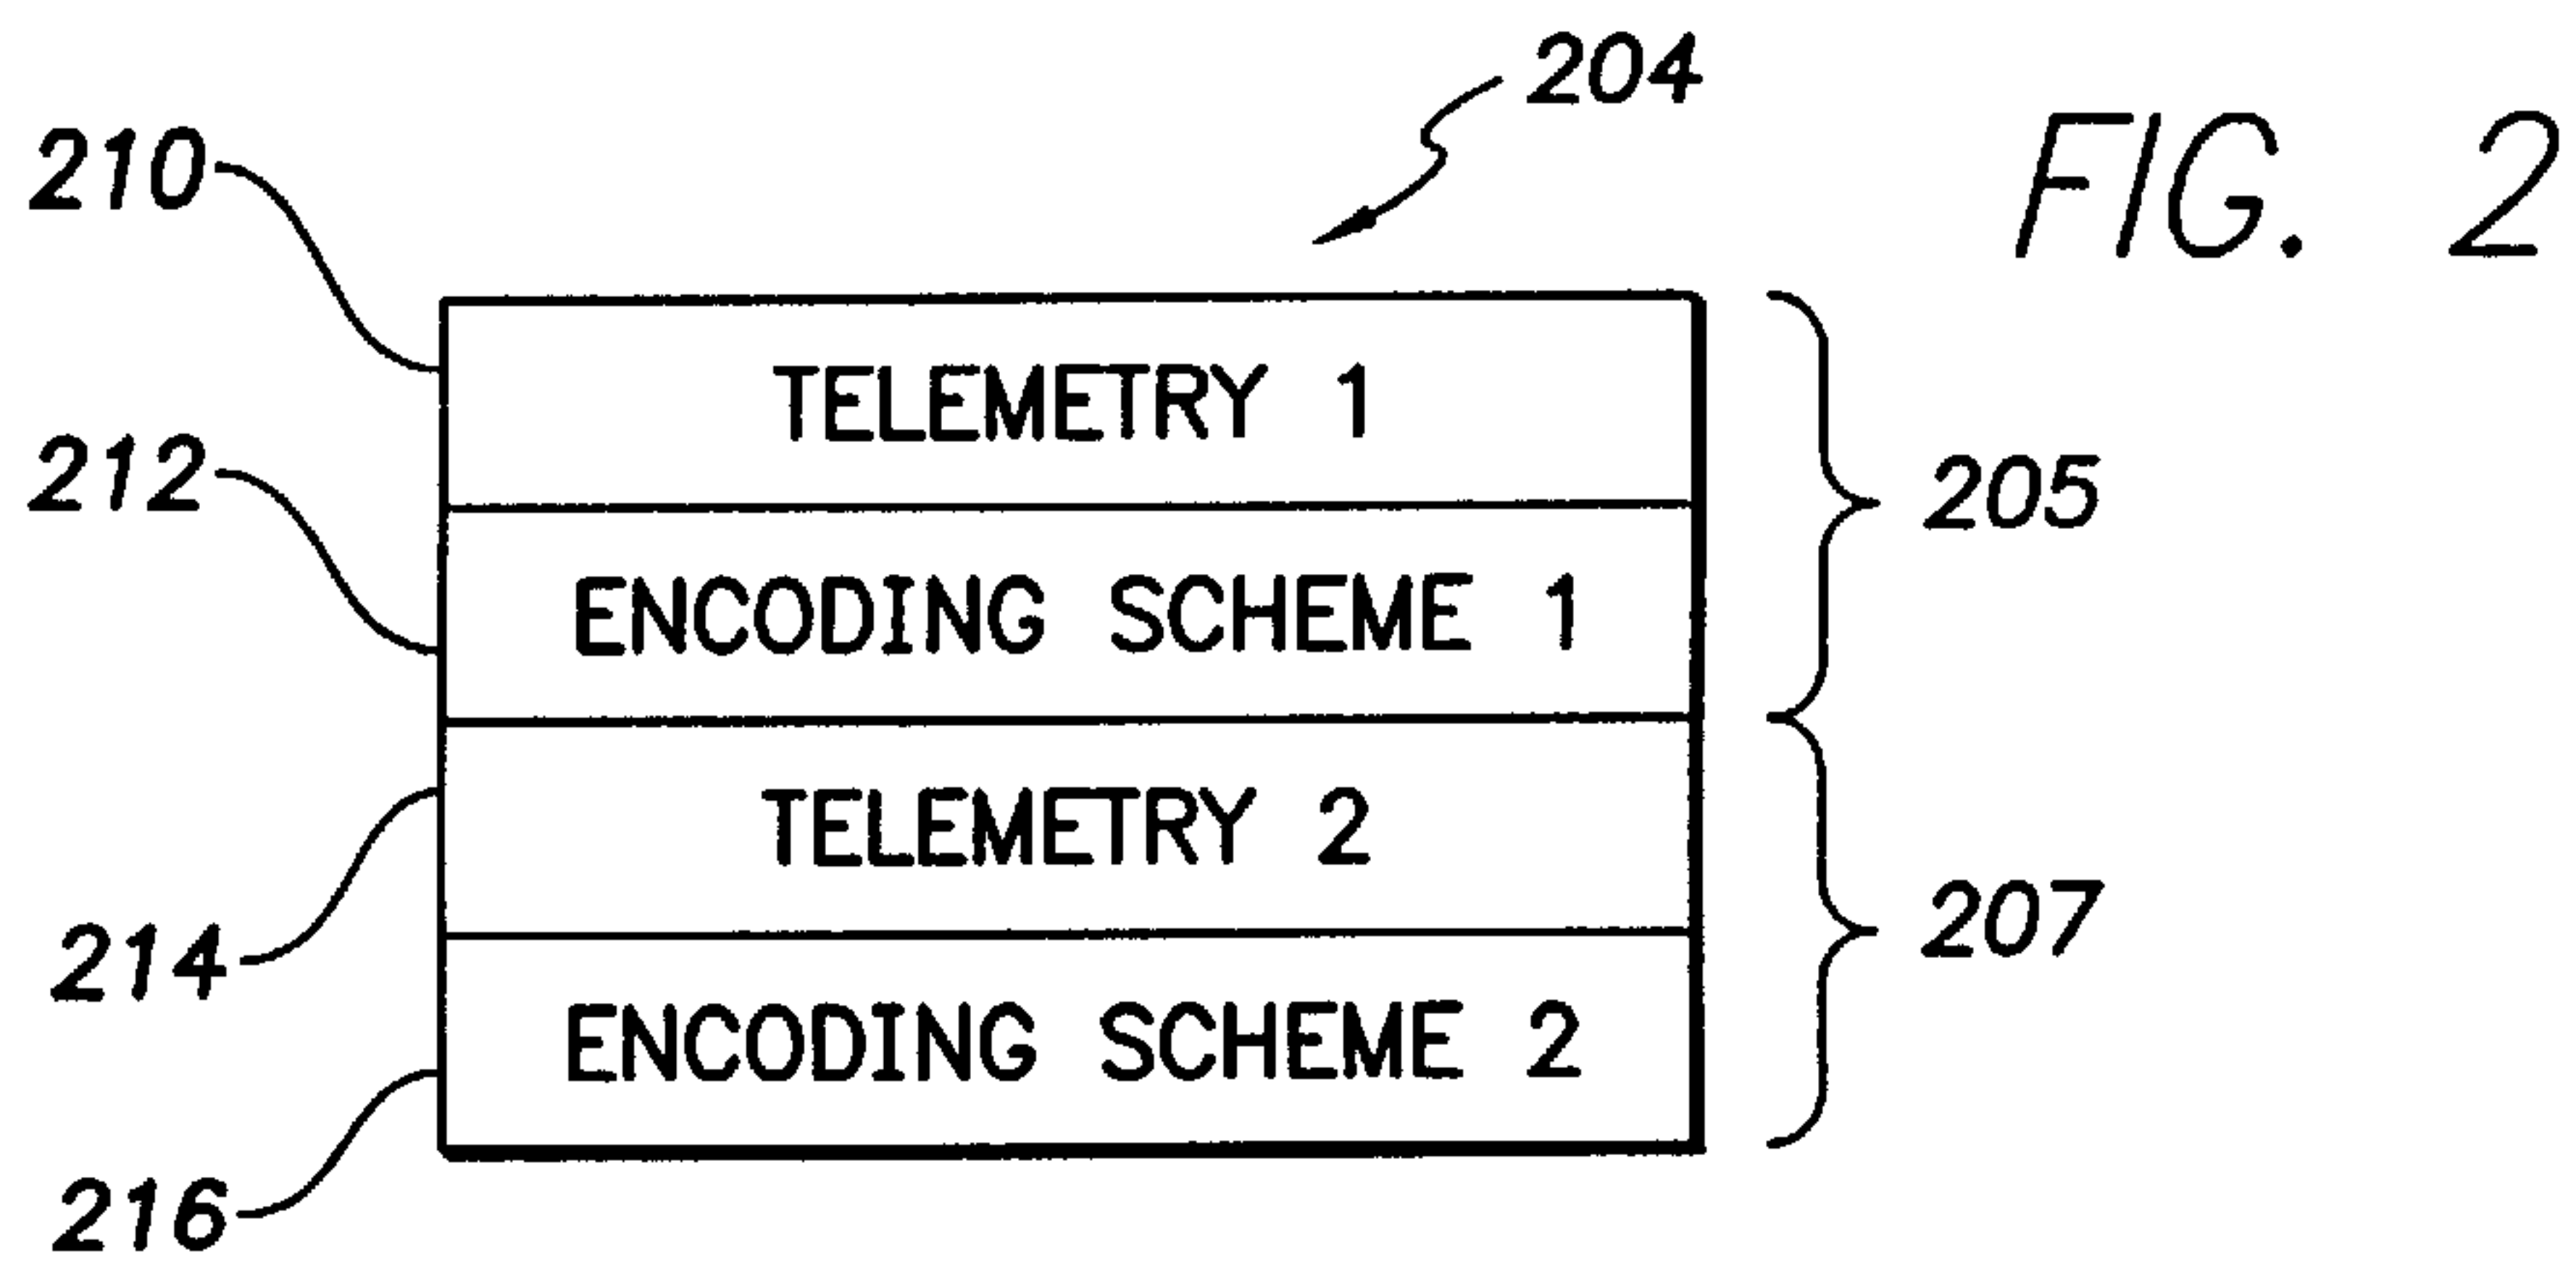 204
FIG. 2
210
TELEMETRY 1
212
205
ENCODING SCHEME 1
TELEMETRY 2
214
207
ENCODING SCHEME 2
216